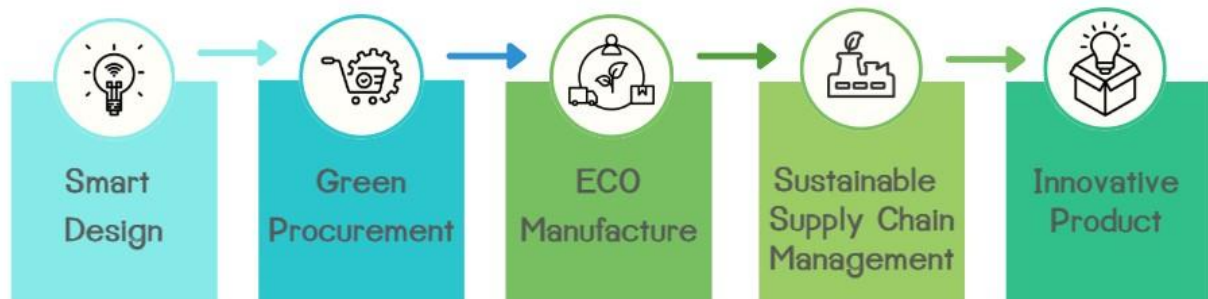 Smart
Design
Green
Procurement
ECO
Manufacture
Sustainable
Supply Chain
Management
Innovative
Product